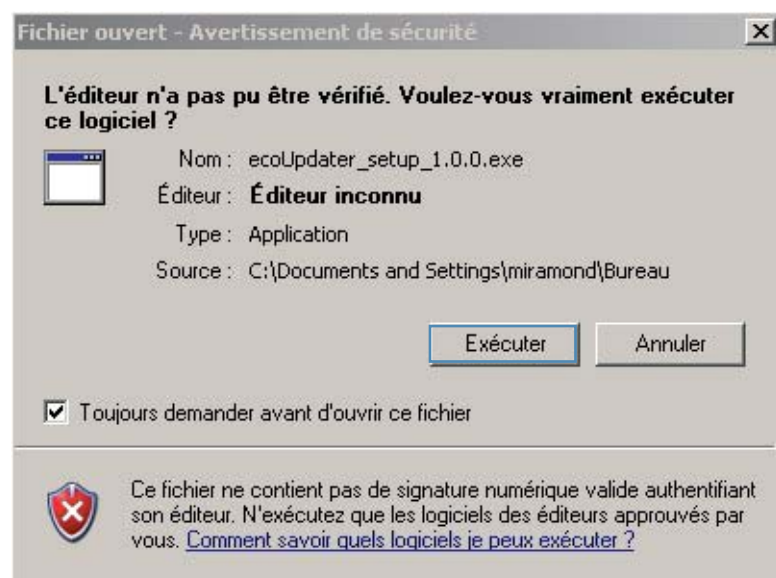 Fichier ouvert - Avertissement de sécurité
L'éditeur n'a pas pu être vérifié. Voulez-vous vraiment exécuter
ce logiciel ?
Nom : ecoUpdater_setup_1.0.0.exe
Éditeur : Éditeur inconnu
Type : Application
Source : C:\Documents and Settings\miramond\Bureau
Exécuter Annuler
Toujours demander avant d'ouvrir ce fichier
Ce fichier ne contient pas de signature numérique valide authentifiant
son éditeur. N'exécutez que les logiciels des éditeurs approuvés par
vous. Comment savoir quels logiciels je peux exécuter ?